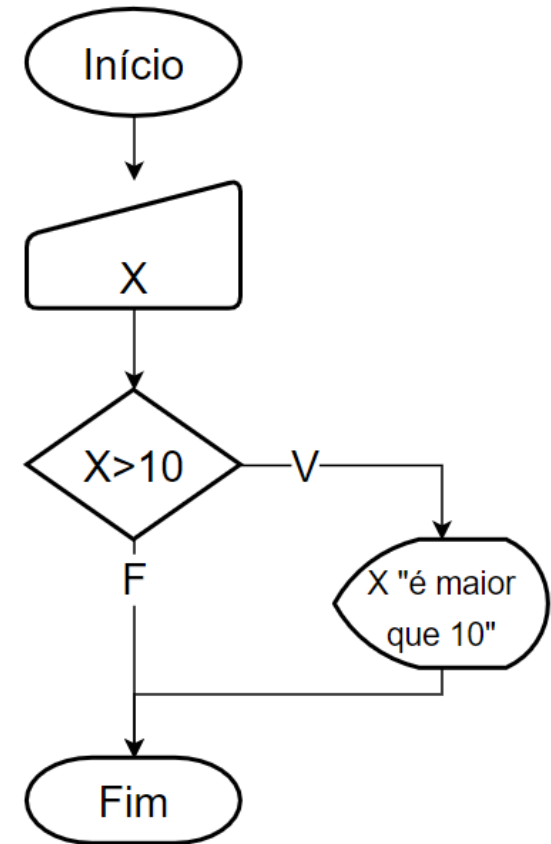 Início
X
X>10
V
F
X "é maior
que 10"
Fim